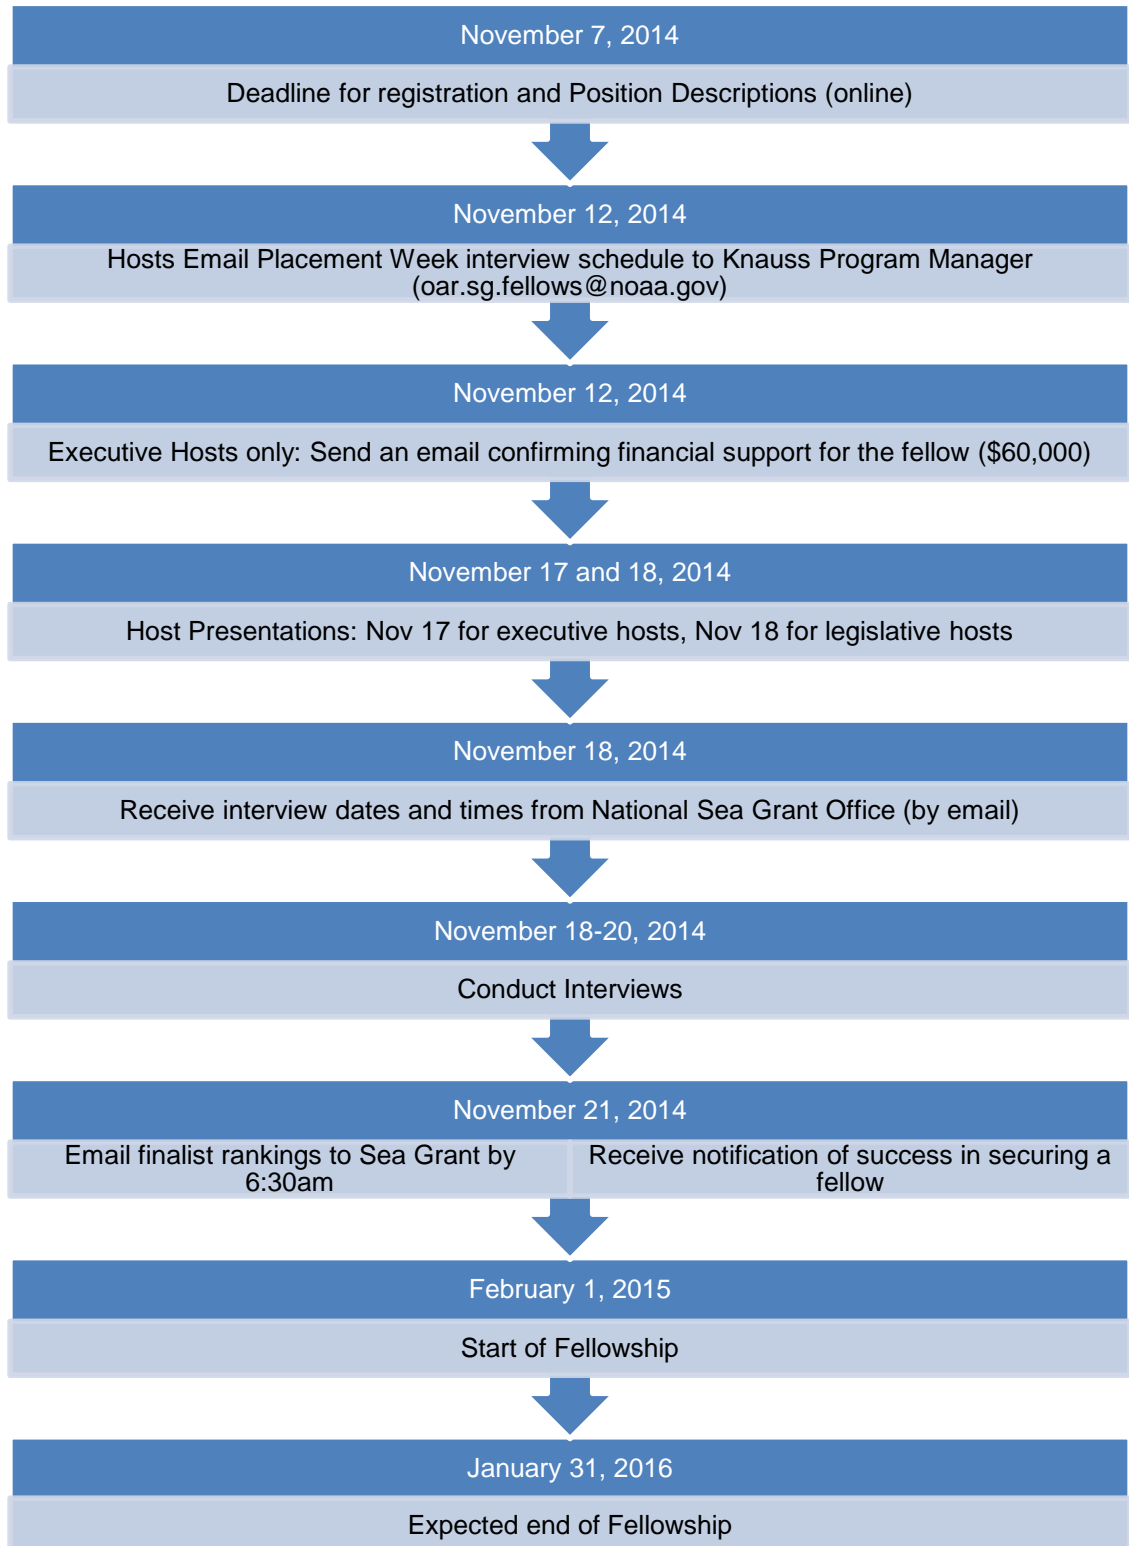 November 7, 2014
Deadline for registration and Position Descriptions (online)
November 12, 2014
Hosts Email Placement Week interview schedule to Knauss Program Manager
(oar.sg.fellows@noaa.gov)
November 12, 2014
Executive Hosts only: Send an email confirming financial support for the fellow ($60,000)
November 17 and 18, 2014
Host Presentations: Nov 17 for executive hosts, Nov 18 for legislative hosts
November 18, 2014
Receive interview dates and times from National Sea Grant Office (by email)
November 18-20, 2014
Conduct Interviews
November 21, 2014
Email finalist rankings to Sea Grant by
6:30am
Receive notification of success in securing a
fellow
February 1, 2015
Start of Fellowship
January 31, 2016
Expected end of Fellowship